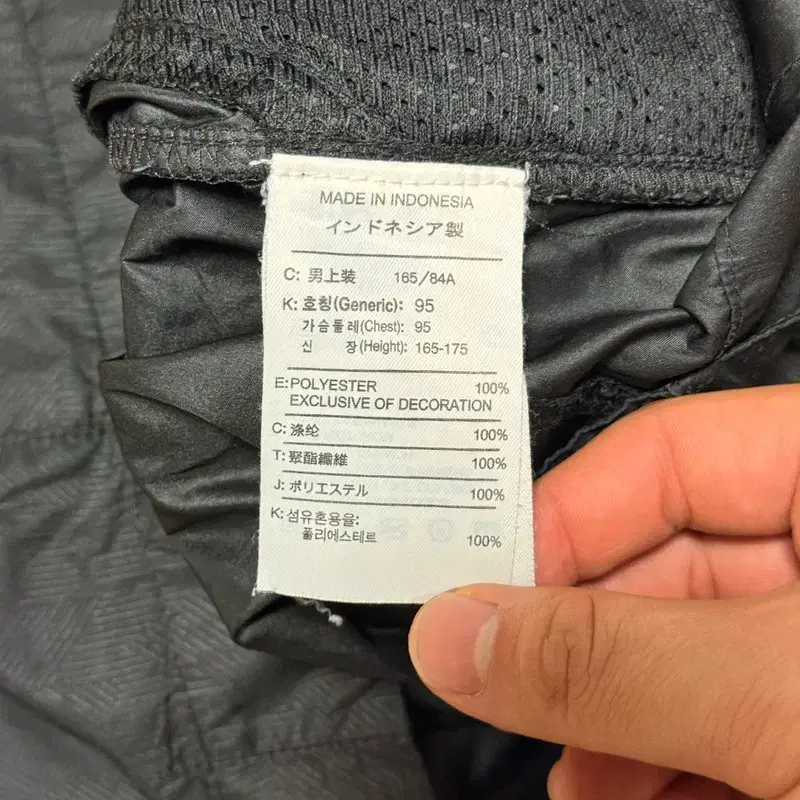 MADE IN INDONESIA
インドネシア製
C: 男上装 165/84A
K: 호칭(Generic): 95
가슴둘레(Chest): 95
신 장(Height): 165-175
E:POLYESTER 100%
EXCLUSIVE OF DECORATION
C: 涤纶 100%
T: 聚酯纖維 100%
J: ポリエステル 100%
K: 섬유혼용율:
폴리에스테르 100%